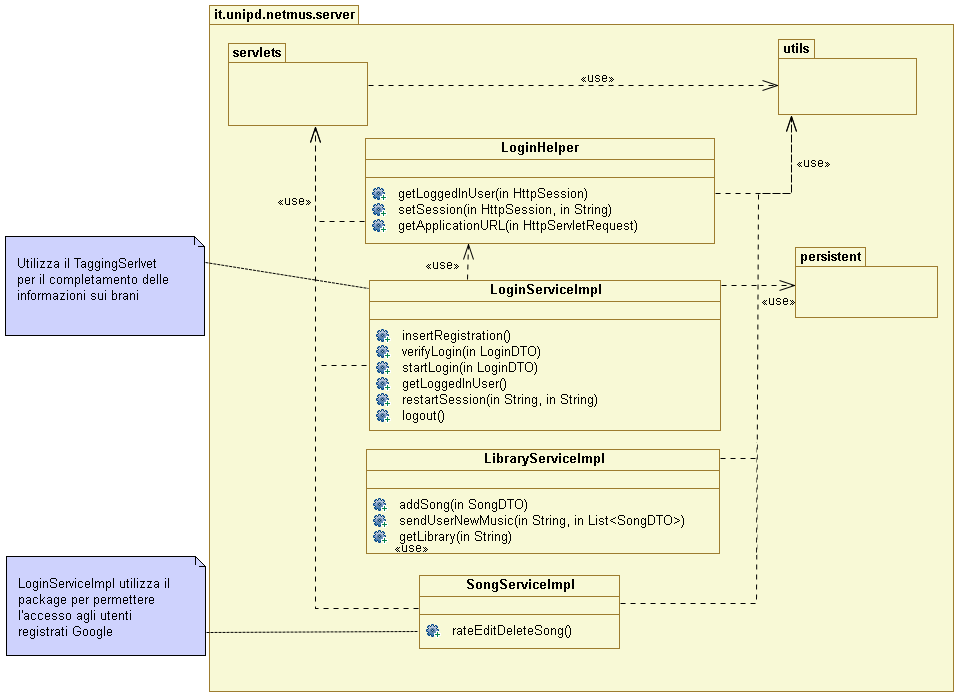 it.unipd.netmus.server
servlets
utils
«use»
LoginHelper
getLoggedInUser(in HttpSession)
setSession(in HttpSession, in String)
getApplicationURL(in HttpServletRequest)
«use»
«use»
Utilizza il TaggingSerlvet
per il completamento delle
informazioni sui brani
«use»
persistent
«use»
LoginServiceImpl
insertRegistration()
verifyLogin(in LoginDTO)
startLogin(in LoginDTO)
getLoggedInUser()
restartSession(in String, in String)
logout()
LibraryServiceImpl
addSong(in SongDTO)
sendUserNewMusic(in String, in List<SongDTO>)
getLibrary(in String)
«use»
LoginServiceImpl utilizza il
package per permettere
l'accesso agli utenti
registrati Google
SongServiceImpl
rateEditDeleteSong()